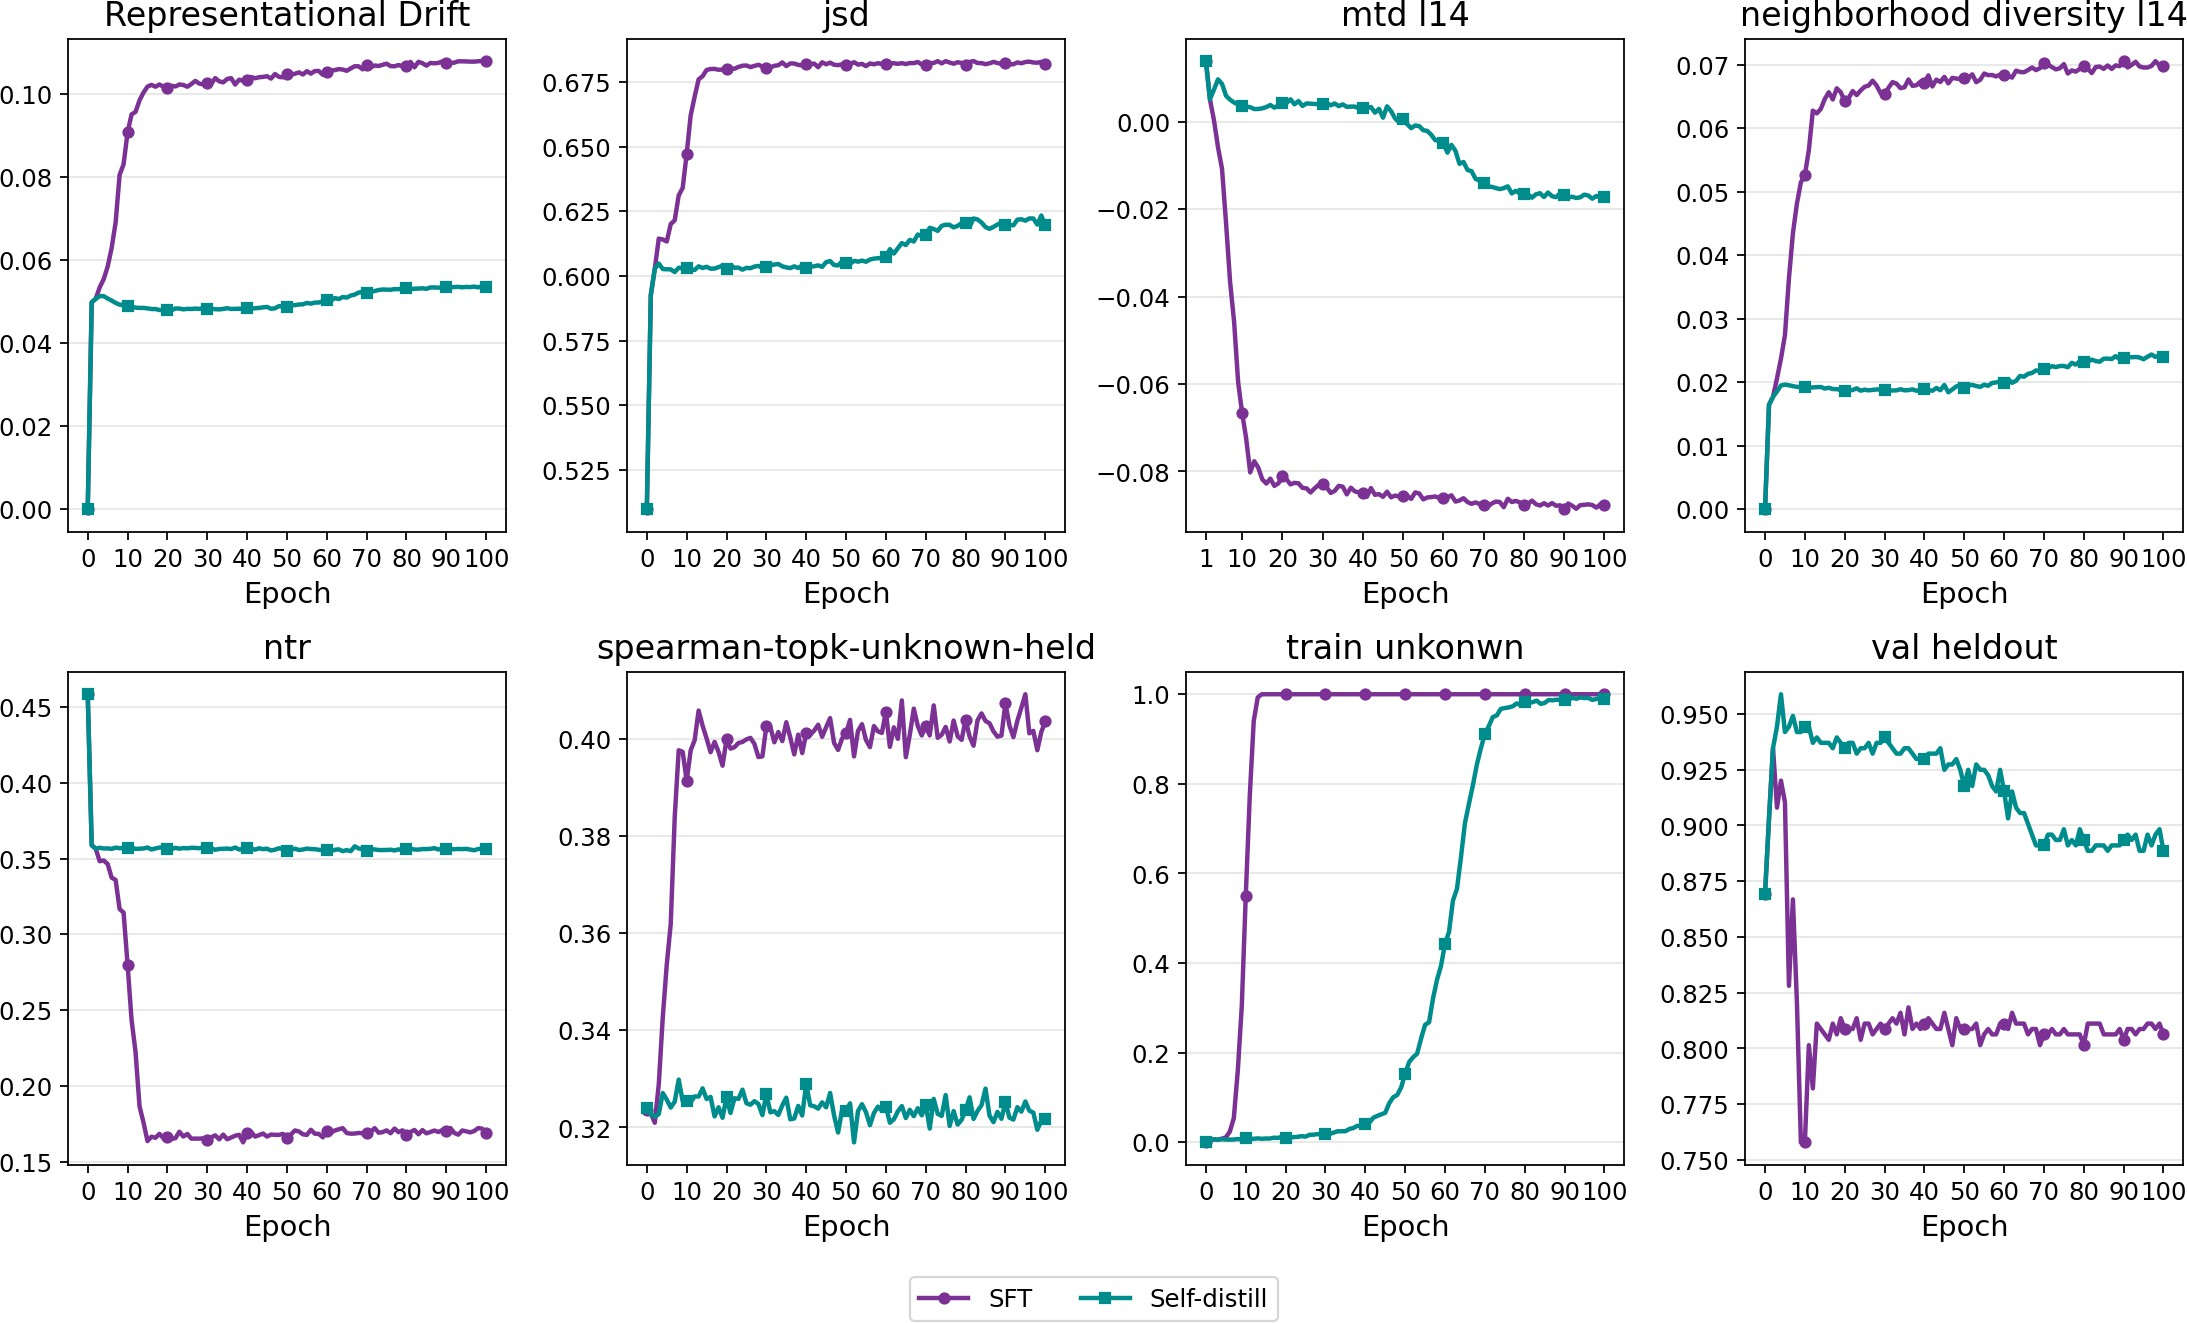 Representational Drift
jsd
mtd l14
neighborhood diversity l14
0.10
0.08
0.06
0.04
0.02
0.00
0 10 20 30 40 50 60 70 80 90 100
Epoch
0.675
0.650
0.625
0.600
0.575
0.550
0.525
0 10 20 30 40 50 60 70 80 90 100
Epoch
0.00
−0.02
−0.04
−0.06
−0.08
1 10 20 30 40 50 60 70 80 90 100
Epoch
0.07
0.06
0.05
0.04
0.03
0.02
0.01
0.00
0 10 20 30 40 50 60 70 80 90 100
Epoch
ntr
spearman-topk-unknown-held
train unkonwn
val heldout
0.45
0.40
0.35
0.30
0.25
0.20
0.15
0 10 20 30 40 50 60 70 80 90 100
Epoch
0.40
0.38
0.36
0.34
0.32
0 10 20 30 40 50 60 70 80 90 100
Epoch
1.0
0.8
0.6
0.4
0.2
0.0
0 10 20 30 40 50 60 70 80 90 100
Epoch
0.950
0.925
0.900
0.875
0.850
0.825
0.800
0.775
0.750
0 10 20 30 40 50 60 70 80 90 100
Epoch
SFT
Self-distill